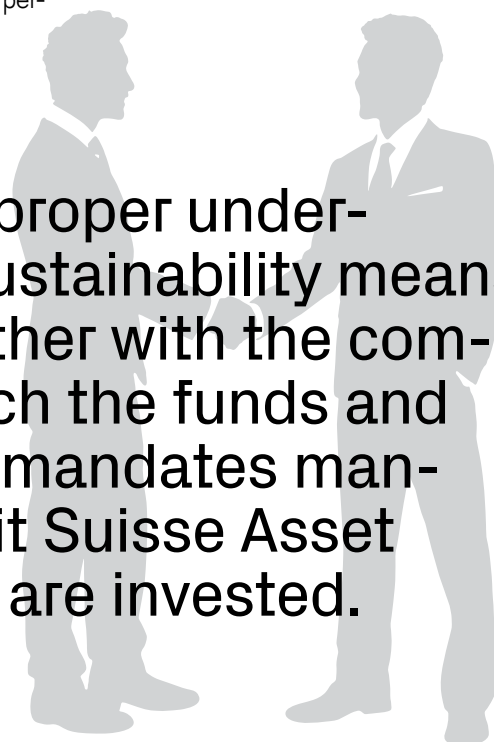 per-
proper under-
ustainability mean
ther with the com-
ch the funds and
mandates man-
it Suisse Asset
are invested.